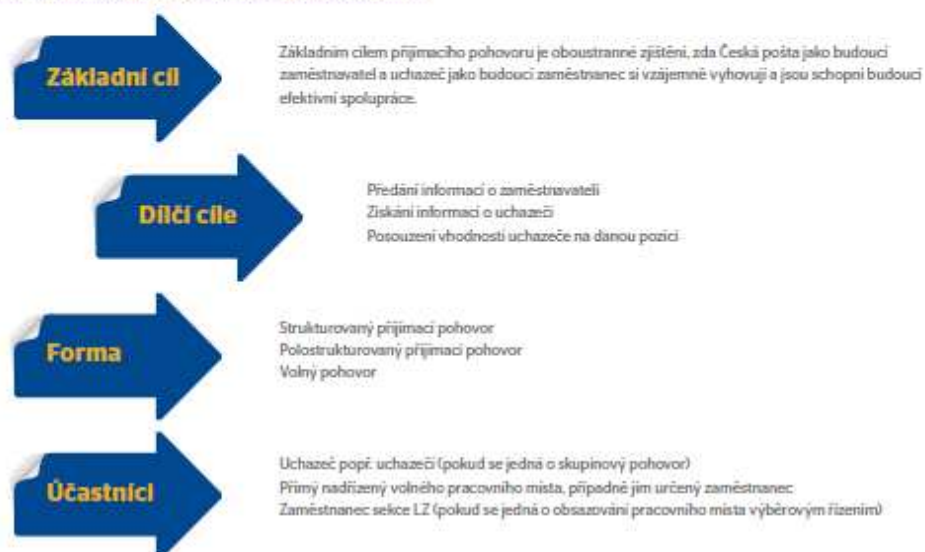 Základní cíl
Základním cílem přijímacího pohovoru je oboustranné zjištění, zda Česká pošta jako budoucí
zaměstnavatel a uchazeč jako budoucí zaměstnanec si vzájemně vyhovují a jsou schopni budoucí
efektivní spolupráce.
Dílčí cíle
Předání informací o zaměstnavateli
Získání informací o uchazeči
Posouzení vhodnosti uchazeče na danou pozici
Forma
Strukturovaný přijímací pohovor
Polostrukturovaný přijímací pohovor
Volný pohovor
Účastníci
Uchazeč popř. uchazeči (pokud se jedná o skupinový pohovor)
Přímý nadřízený volného pracovního místa, případně jím určený zaměstnanec
Zaměstnanec sekce LZ (pokud se jedná o obsazování pracovního místa výběrovým řízením)